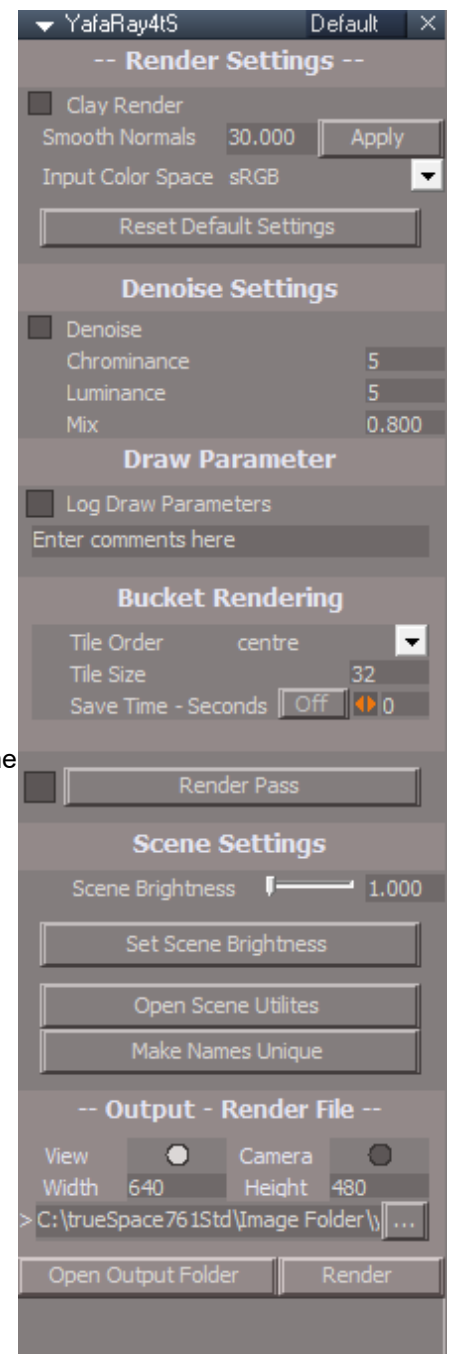 YafaRay4tS Default ×
-- Render Settings --
Clay Render
Smooth Normals 30.000 Apply
Input Color Space sRGB
Reset Default Settings
Denoise Settings
Denoise
Chrominance 5
Luminance 5
Mix 0.800
Draw Parameter
Log Draw Parameters
Enter comments here
Bucket Rendering
Tile Order centre
Tile Size 32
Save Time - Seconds Off 0
Render Pass
Scene Settings
Scene Brightness 1.000
Set Scene Brightness
Open Scene Utilites
Make Names Unique
-- Output - Render File --
View Camera
Width 640 Height 480
> C:\trueSpace761Std\Image Folder\ ...
Open Output Folder Render